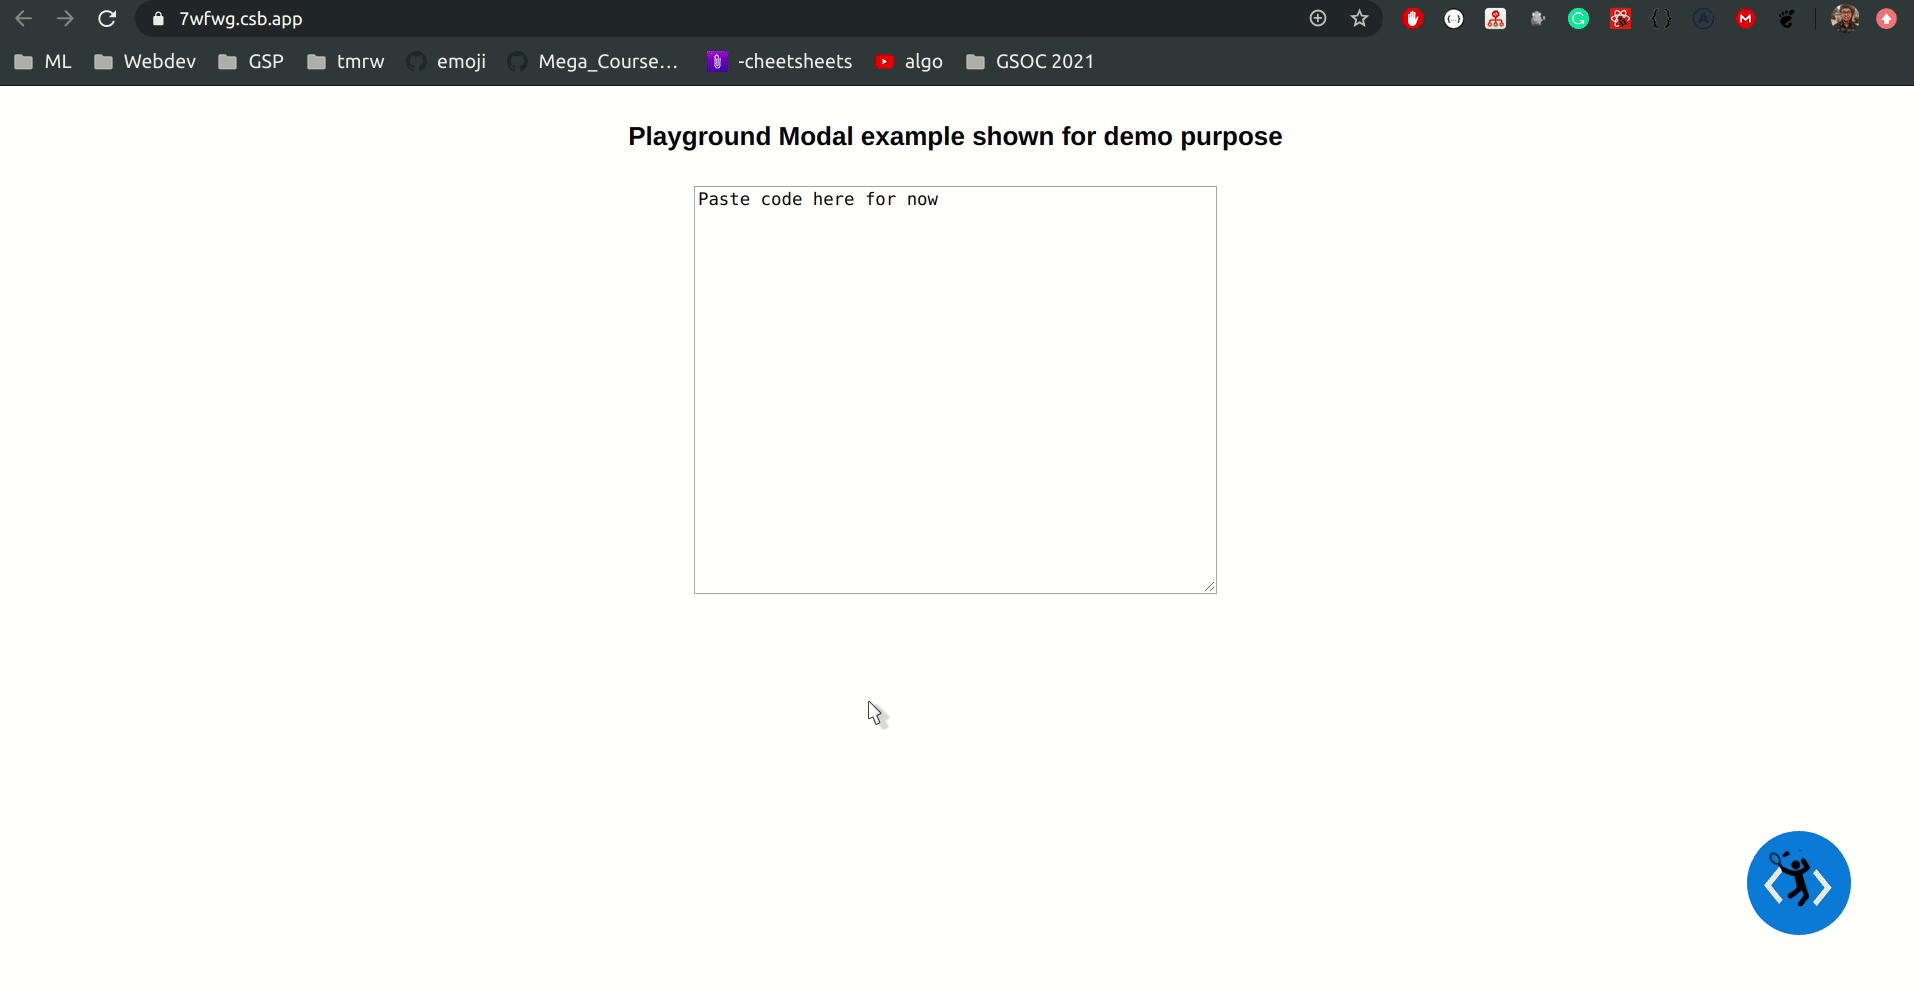 7wfwg.csb.app
ML Webdev GSP tmrw emoji Mega_Course... -cheetsheets algo GSOC 2021
Playground Modal example shown for demo purpose
Paste code here for now